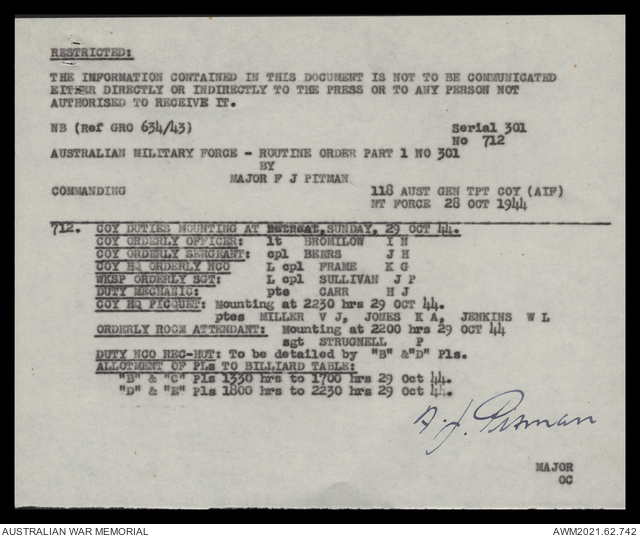 RESTRICTED:
THE INFORMATION CONTAINED IN THIS DOCUMENT IS NOT TO BE COMMUNICATED
EITHER DIRECTLY OR INDIRECTLY TO THE PRESS OR TO ANY PERSON NOT
AUTHORISED TO RECEIVE IT.
NB (Ref GRO 634/43) Serial 301
No 712
AUSTRALIAN MILITARY FORCE - ROUTINE ORDER PART 1 NO 301
BY
MAJOR F J PITMAN
COMMANDING 118 AUST GEN TPT COY (AIF)
NT FORCE 28 OCT 1944
712. COY DUTIES MOUNTING AT RETREAT, SUNDAY, 29 OCT 44.
COY ORDERLY OFFICER: lt BROMILOW I N
COY ORDERLY SERGEANT: cpl BEERS J H
COY HQ ORDERLY NCO L cpl FRAME K G
WKSP ORDERLY SGT: L cpl SULLIVAN J P
DUTY MECHANIC: pte CARR H J
COY HQ PICQUET: Mounting at 2230 hrs 29 OCT 44.
ptes MILLER V J, JONES K A, JENKINS W L
ORDERLY ROOM ATTENDANT: Mounting at 2200 hrs 29 OCT 44
sgt STRUGNELL P
DUTY NCO REC-HUT: To be detailed by "B" &"D" Pls.
ALLOTMENT OF PLs TO BILLIARD TABLE:
"B" & "C" Pls 1330 hrs to 1700 hrs 29 Oct 44.
"D" & "E" Pls 1800 hrs to 2230 hrs 29 Oct 44.
F. J. Pitman
MAJOR
OC
AUSTRALIAN WAR MEMORIAL AWM2021.62.742